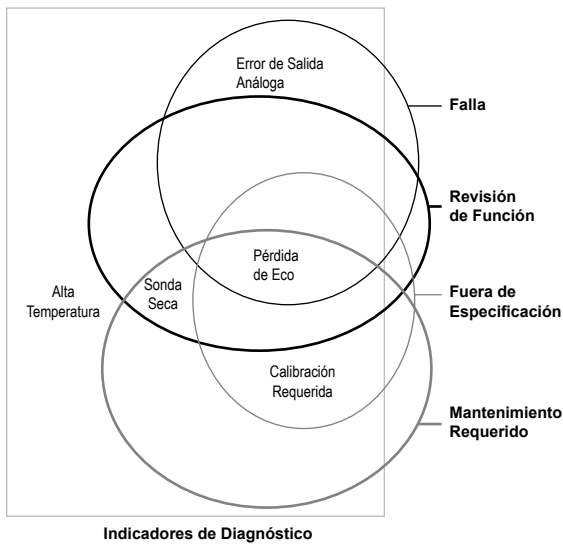 Error de Salida
Análoga
Falla
Revisión
de Función
Pérdida
de Eco
Sonda
Seca
Alta
Temperatura
Fuera de
Especificación
Calibración
Requerida
Mantenimiento
Requerido
Indicadores de Diagnóstico